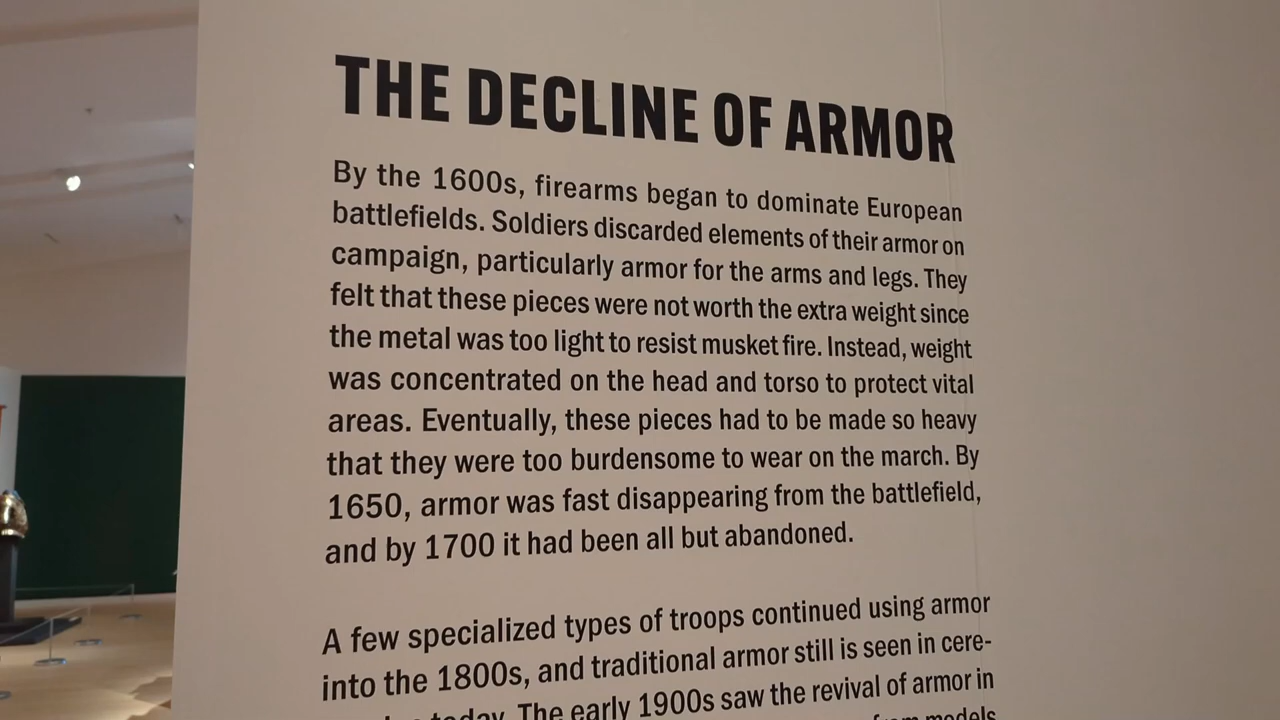 THE DECLINE OF ARMOR
By the 1600s, firearms began to dominate European
battlefields. Soldiers discarded elements of their armor on
campaign, particularly armor for the arms and legs. They
felt that these pieces were not worth the extra weight since
the metal was too light to resist musket fire. Instead, weight
was concentrated on the head and torso to protect vital
areas. Eventually, these pieces had to be made so heavy
that they were too burdensome to wear on the march. By
1650, armor was fast disappearing from the battlefield,
and by 1700 it had been all but abandoned.
A few specialized types of troops continued using armor
into the 1800s, and traditional armor still is seen in cere-
today. The early 1900s saw the revival of armor in
from models